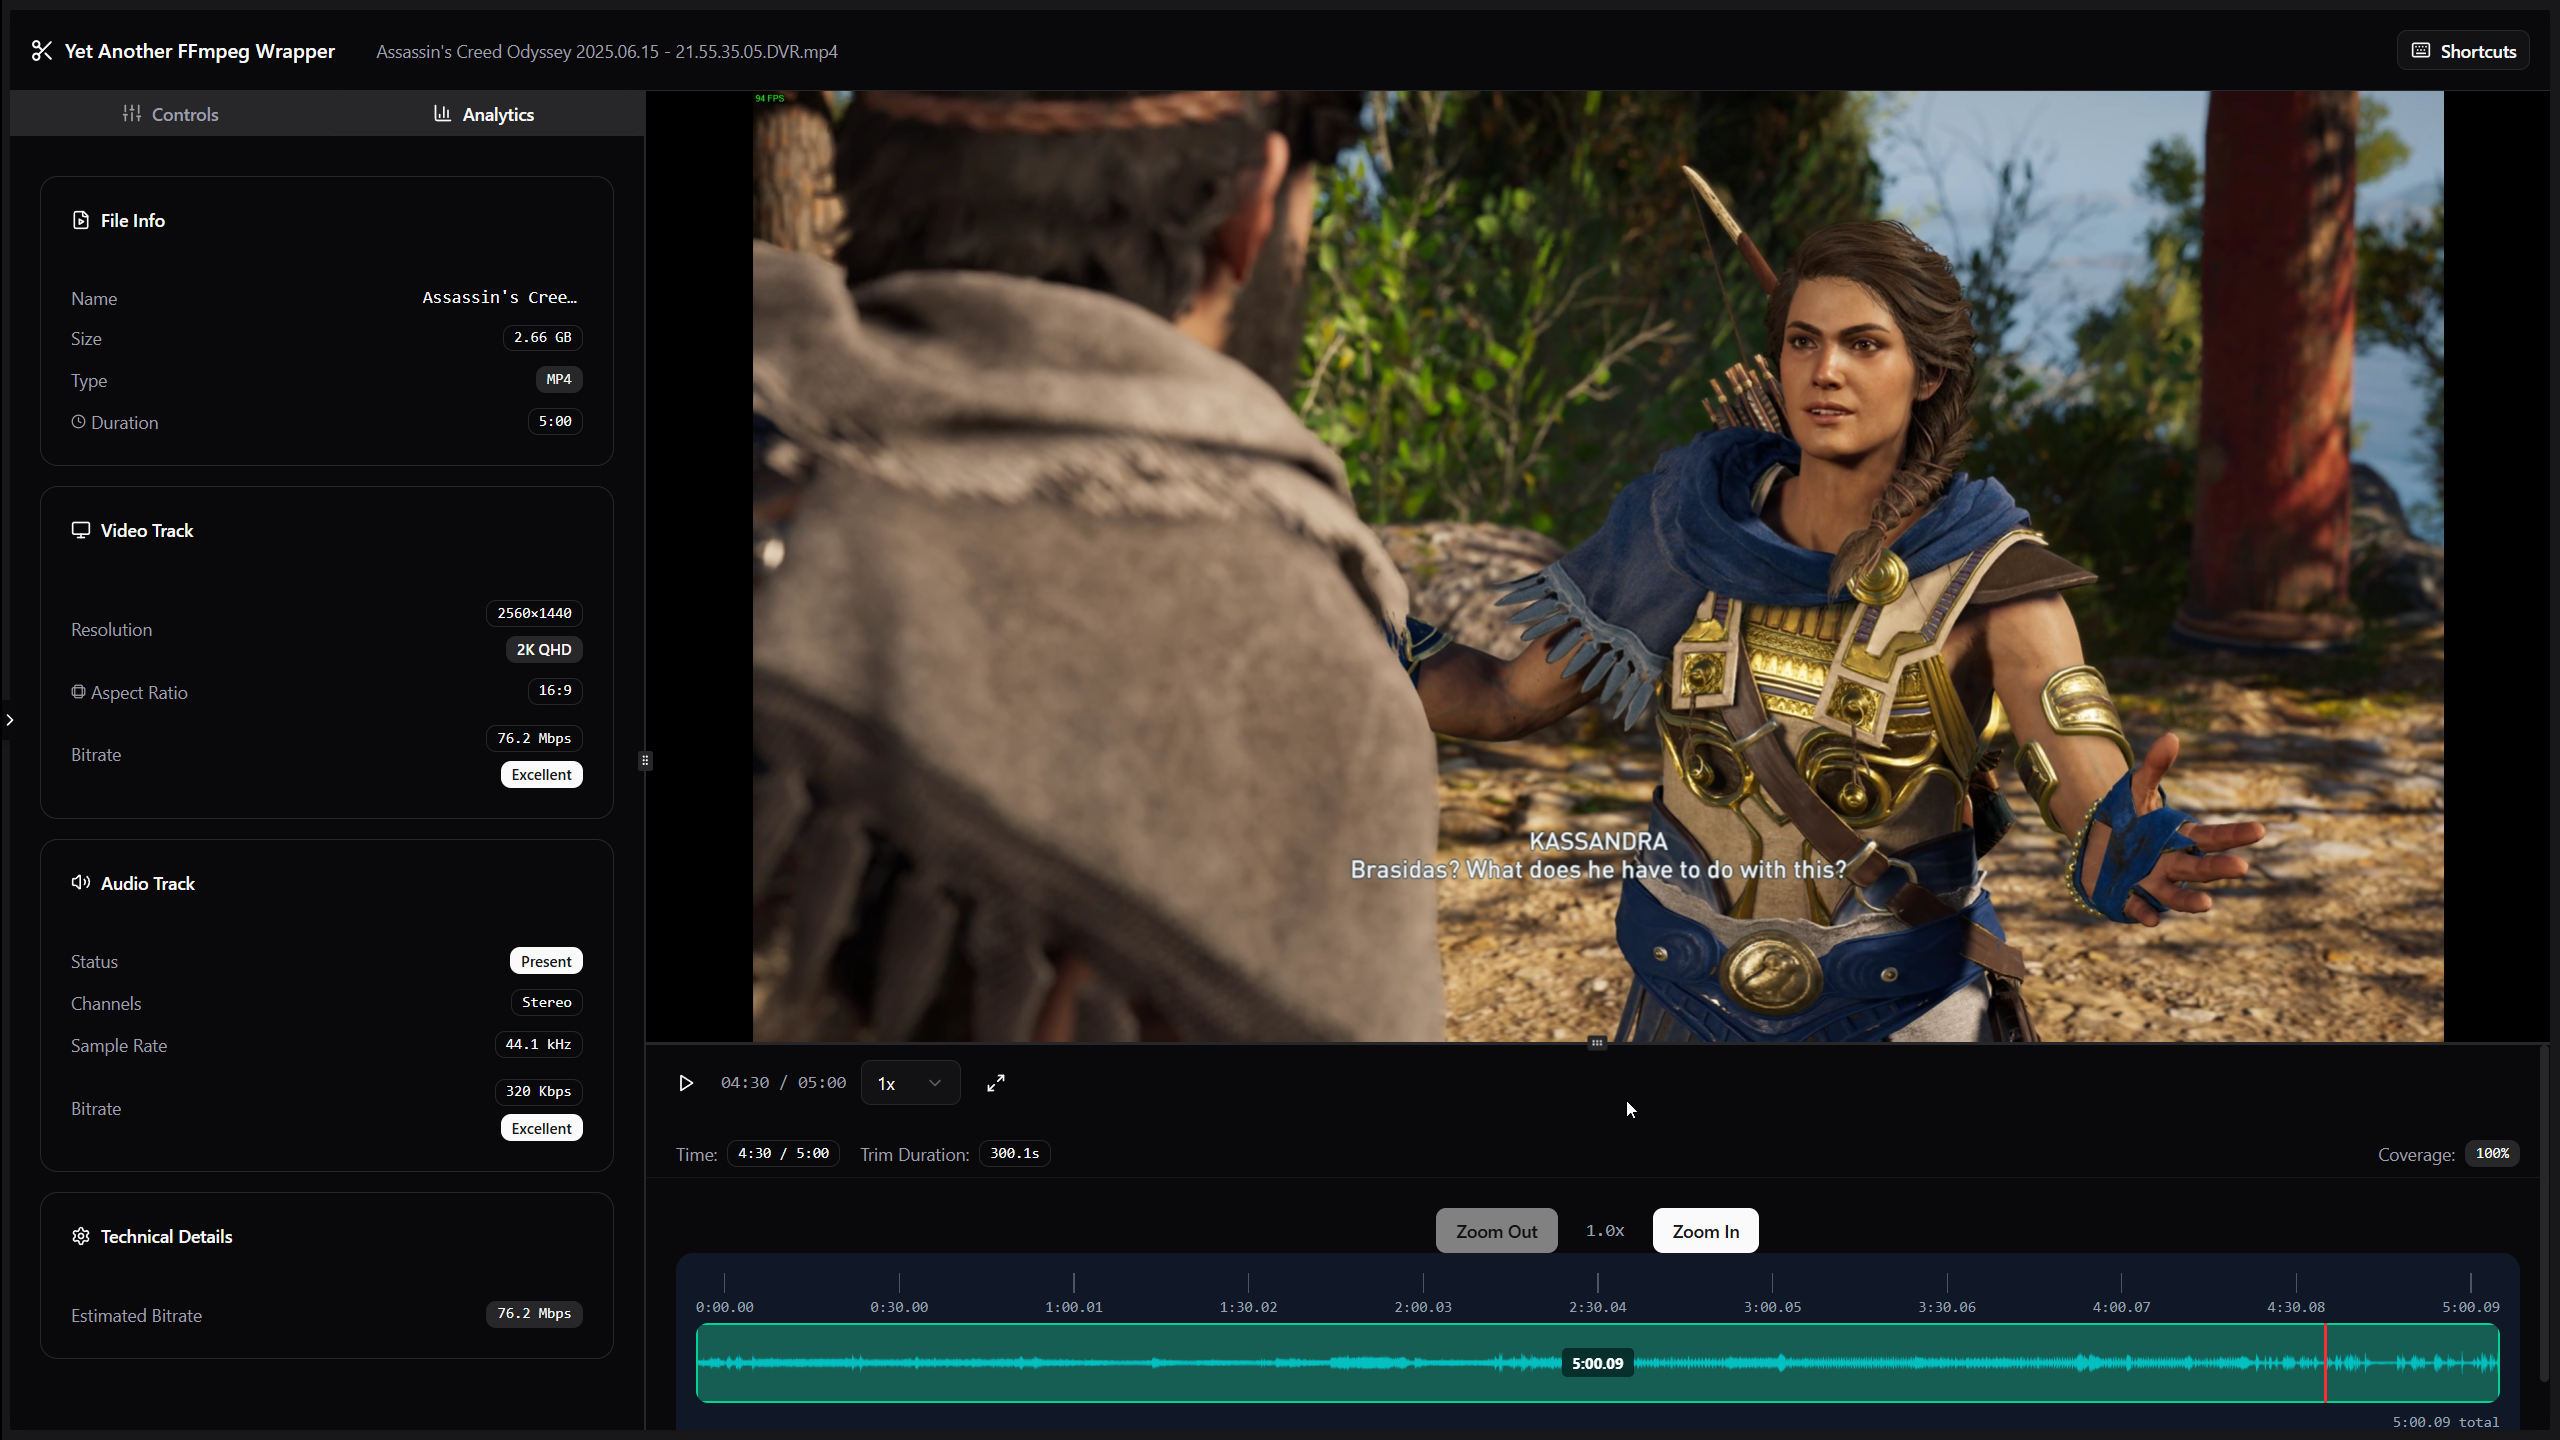 Yet Another FFmpeg Wrapper
Assassin's Creed Odyssey 2025.06.15 - 21.55.35.05.DVR.mp4
Shortcuts
Controls
Analytics
File Info
Name
Assassin's Cree…
Size
2.66 GB
Type
MP4
Duration
5:00
Video Track
Resolution
2560x1440
2K QHD
Aspect Ratio
16:9
Bitrate
76.2 Mbps
Excellent
Audio Track
Status
Present
Channels
Stereo
Sample Rate
44.1 kHz
Bitrate
320 Kbps
Excellent
Technical Details
Estimated Bitrate
76.2 Mbps
94 FPS
KASSANDRA
Brasidas? What does he have to do with this?
04:30 / 05:00
1x
Time: 4:30 / 5:00 Trim Duration: 300.1s
Coverage: 100%
Zoom Out 1.0x Zoom In
0:00.00 0:30.00 1:00.01 1:30.02 2:00.03 2:30.04 3:00.05 3:30.06 4:00.07 4:30.08 5:00.09
5:00.09
5:00.09 total